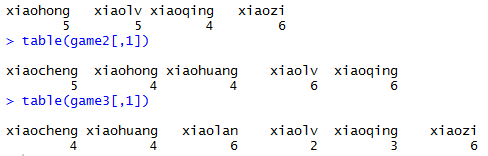 xiaohong xiaolv xiaoqing xiaozi
5 5 4 6
> table(game2[,1])
xiaocheng xiaohong xiaohuang xiaolv xiaoqing
5 4 4 6 6
> table(game3[,1])
xiaocheng xiaohuang xiaolan xiaolv xiaoqing xiaozi
4 4 6 2 3 6